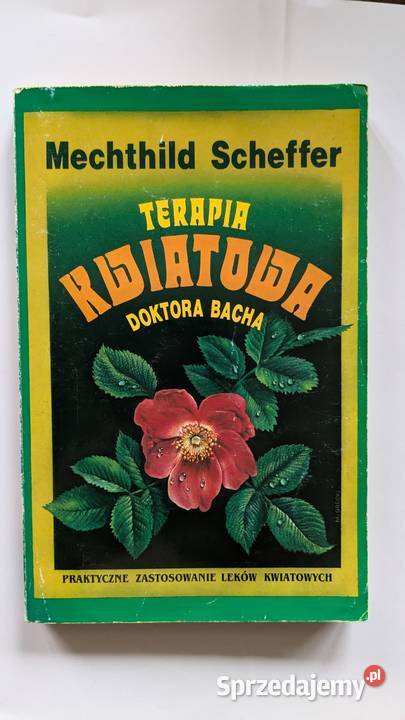 Mechthild Scheffer
TERAPIA
KWIATOWA
DOKTORA BACHA
PRAKTYCZNE ZASTOSOWANIE LEKÓW KWIATOWYCH
Sprzedajemy.pl